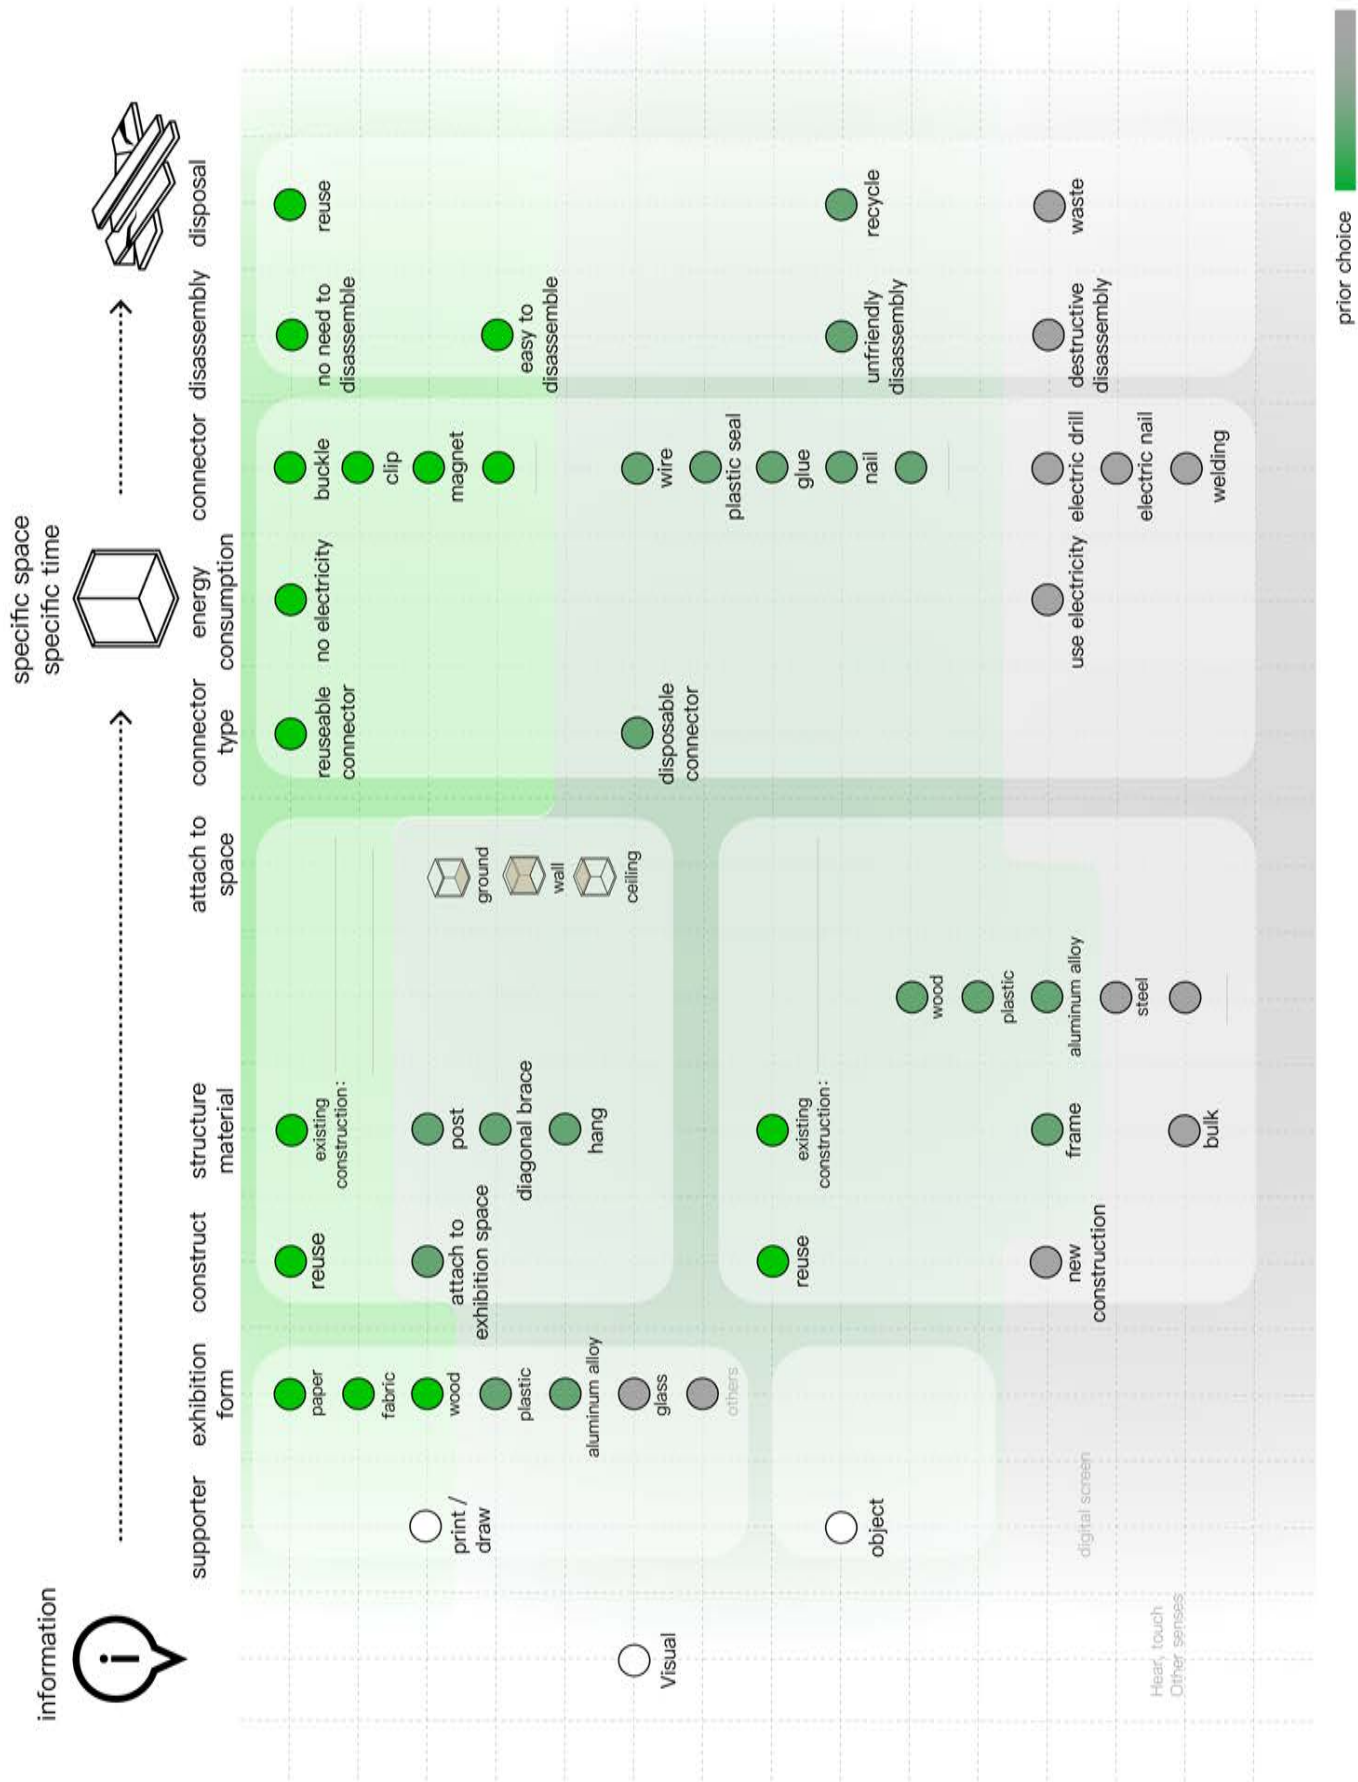 information
specific space
specific time
supporter
exhibition
form
construct
structure
material
attach to
space
connector
type
energy
consumption
connector
disassembly
disposal
Visual
Hear, touch
Other senses
print /
draw
object
digital screen
paper
fabric
wood
plastic
aluminum alloy
glass
others
reuse
attach to
exhibition space
reuse
new
construction
existing
construction:
post
diagonal brace
hang
existing
construction:
frame
bulk
wood
plastic
aluminum alloy
steel
ground
wall
ceiling
reuseable
connector
disposable
connector
no electricity
use electricity
buckle
clip
magnet
wire
plastic seal
glue
nail
electric drill
electric nail
welding
no need to
disassemble
easy to
disassemble
unfriendly
disassembly
destructive
disassembly
reuse
recycle
waste
prior choice